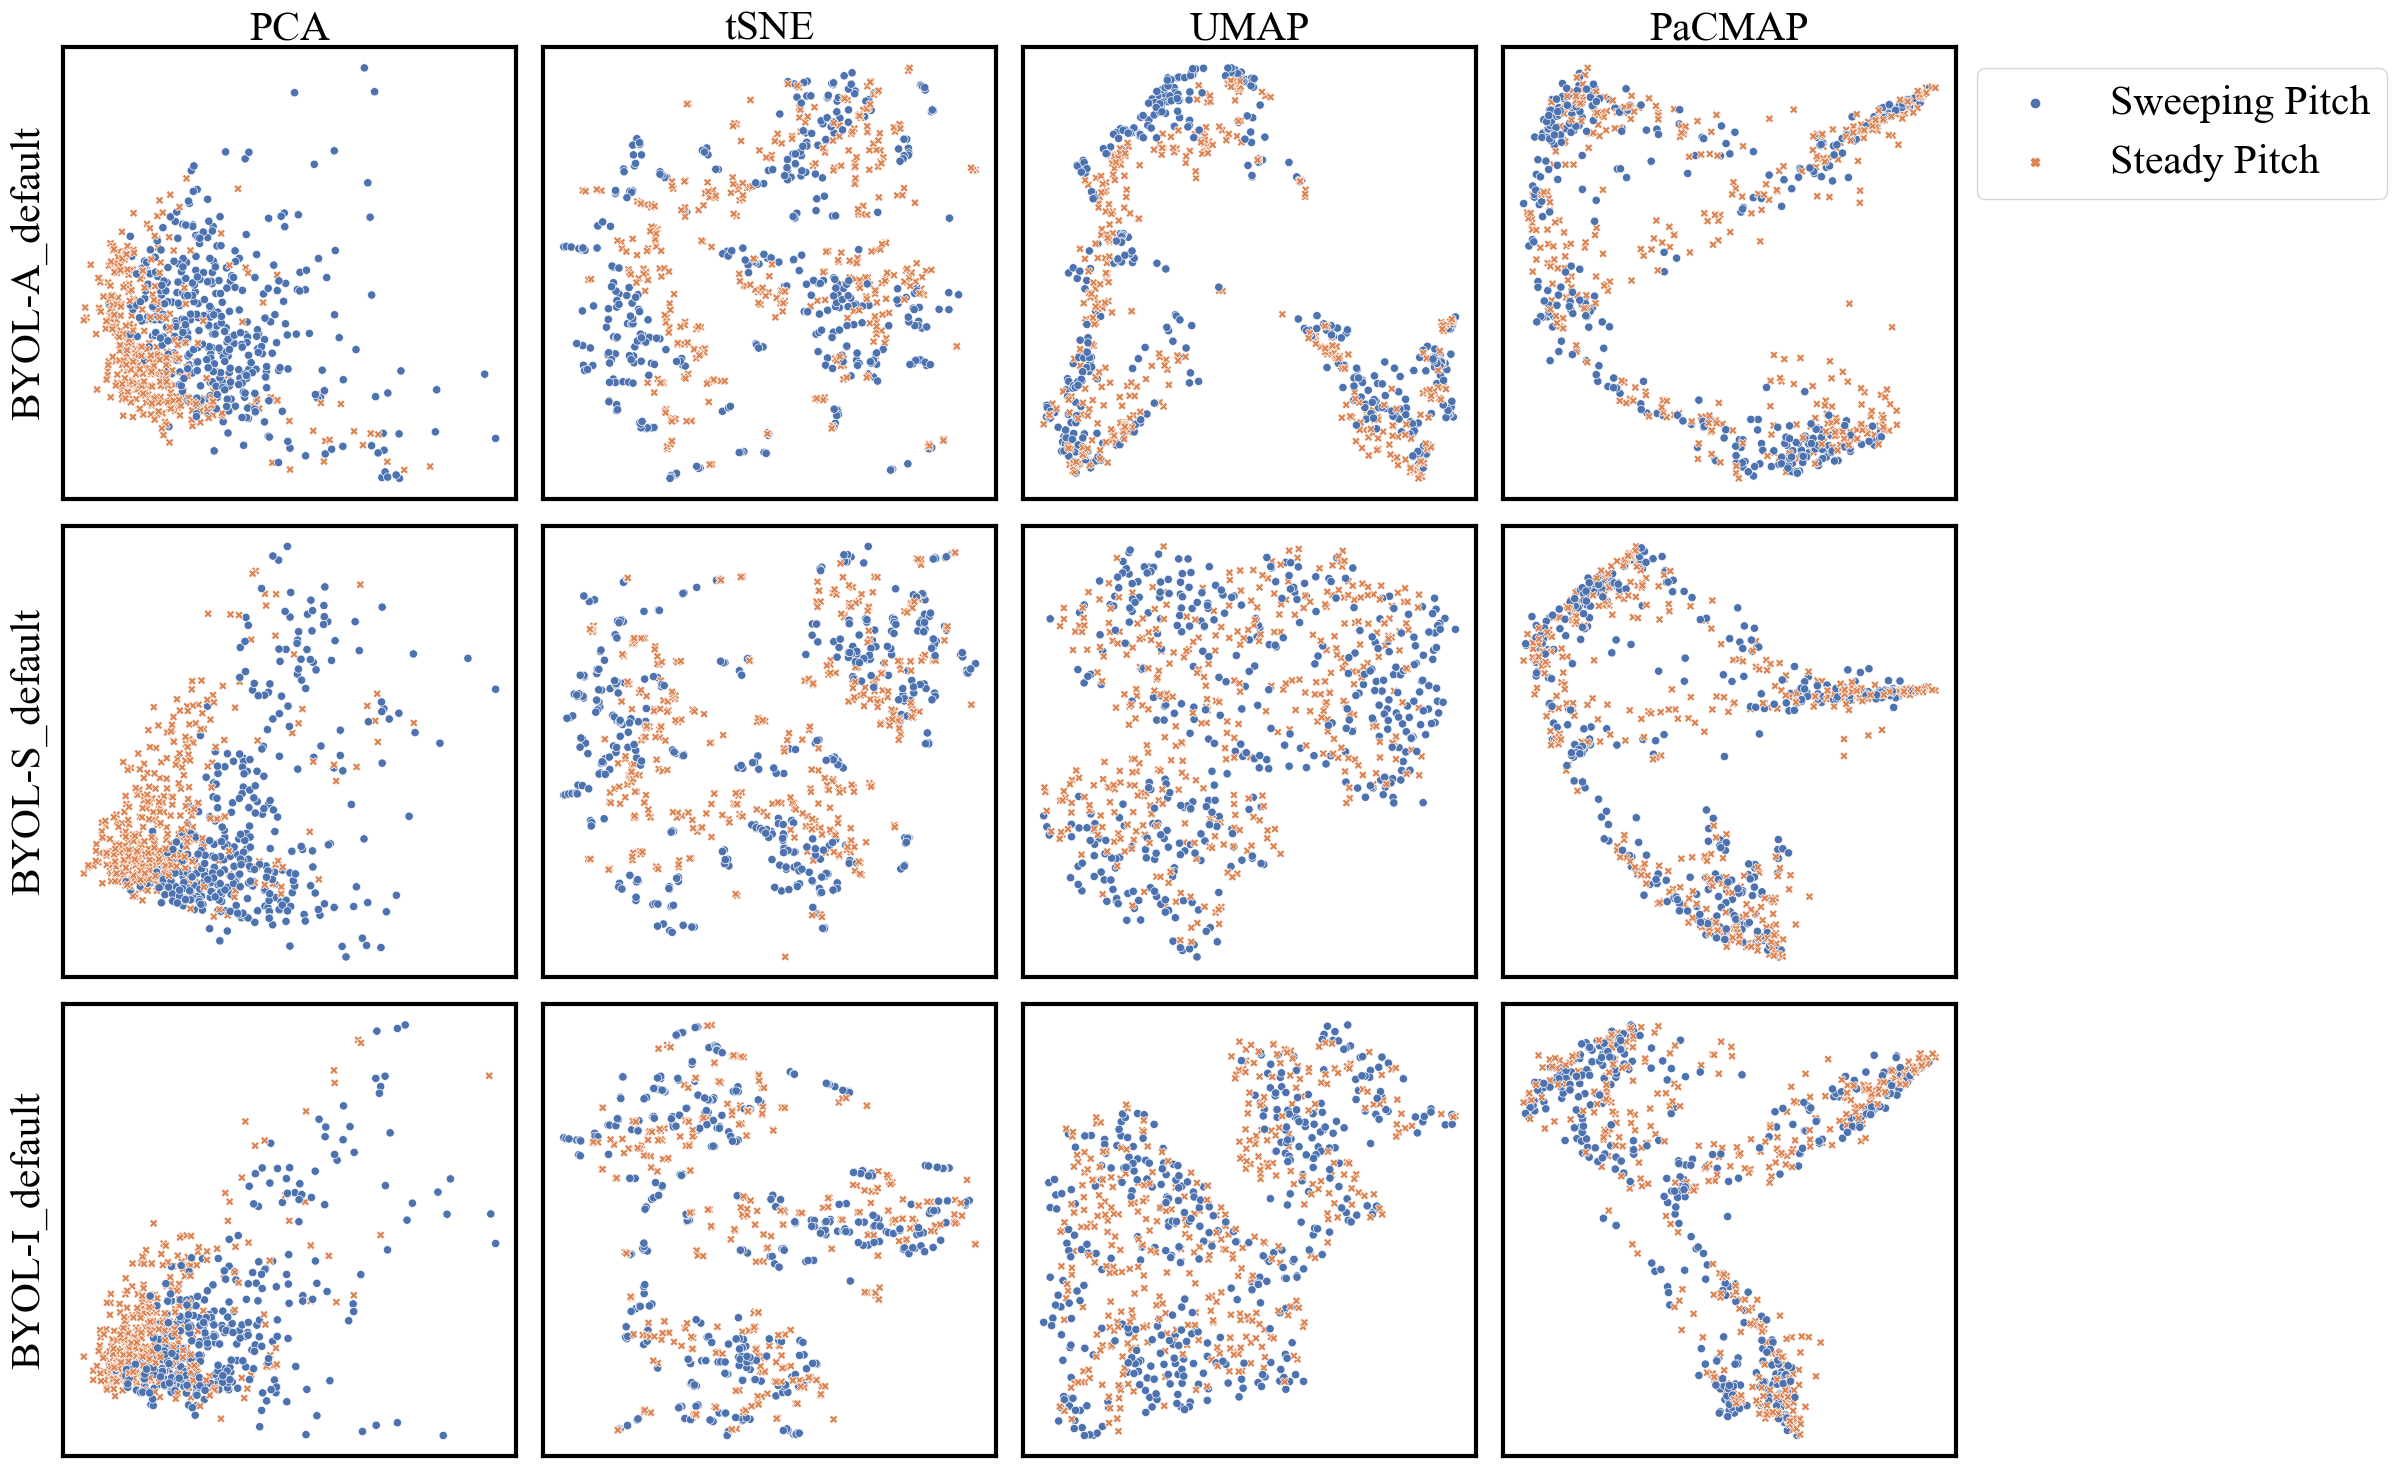 PCA
tSNE
UMAP
PaCMAP
Sweeping Pitch
Steady Pitch
BYOL-A_default
BYOL-S_default
BYOL-I_default